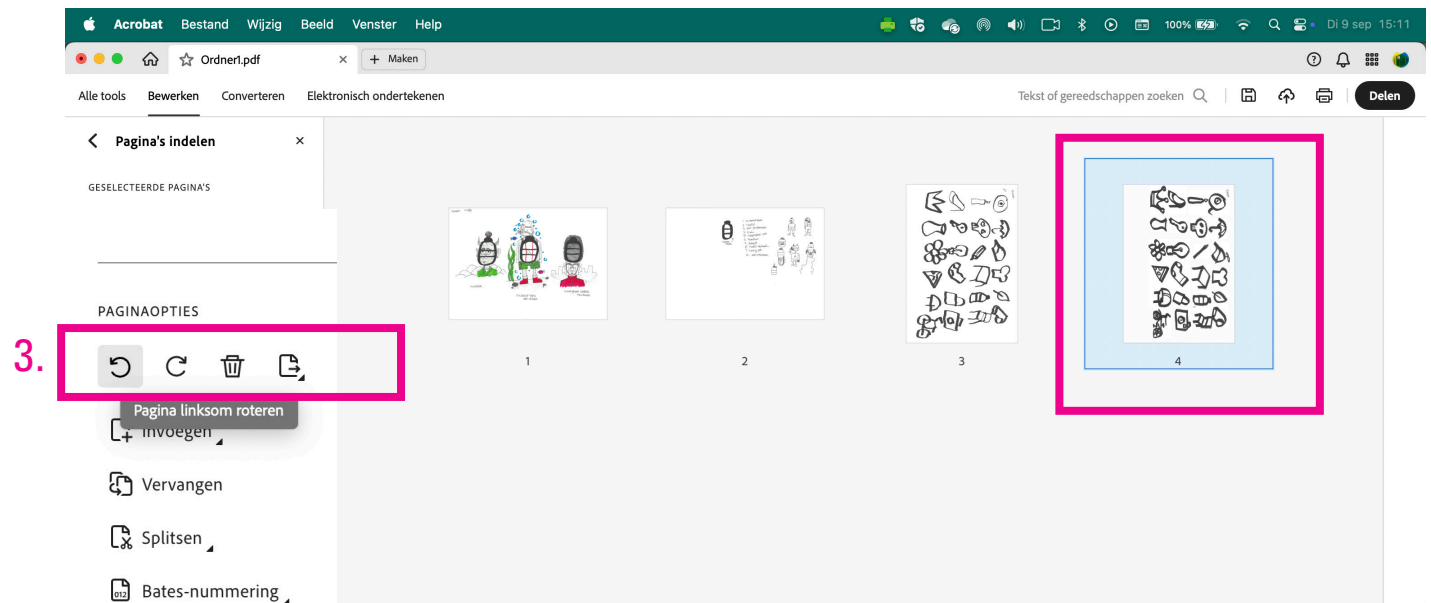 Acrobat Bestand Wijzig Beeld Venster Help 100% Di 9 sep 15:11
Ordner1.pdf × + Maken
Alle tools Bewerken Converteren Elektronisch ondertekenen Tekst of gereedschappen zoeken Delen
Pagina's indelen ×
GESELECTEERDE PAGINA'S
PAGINAOPTIES
3.
1 2 3 4
Pagina linksom roteren
Invoegen
Vervangen
Splitsen
012 Bates-nummering